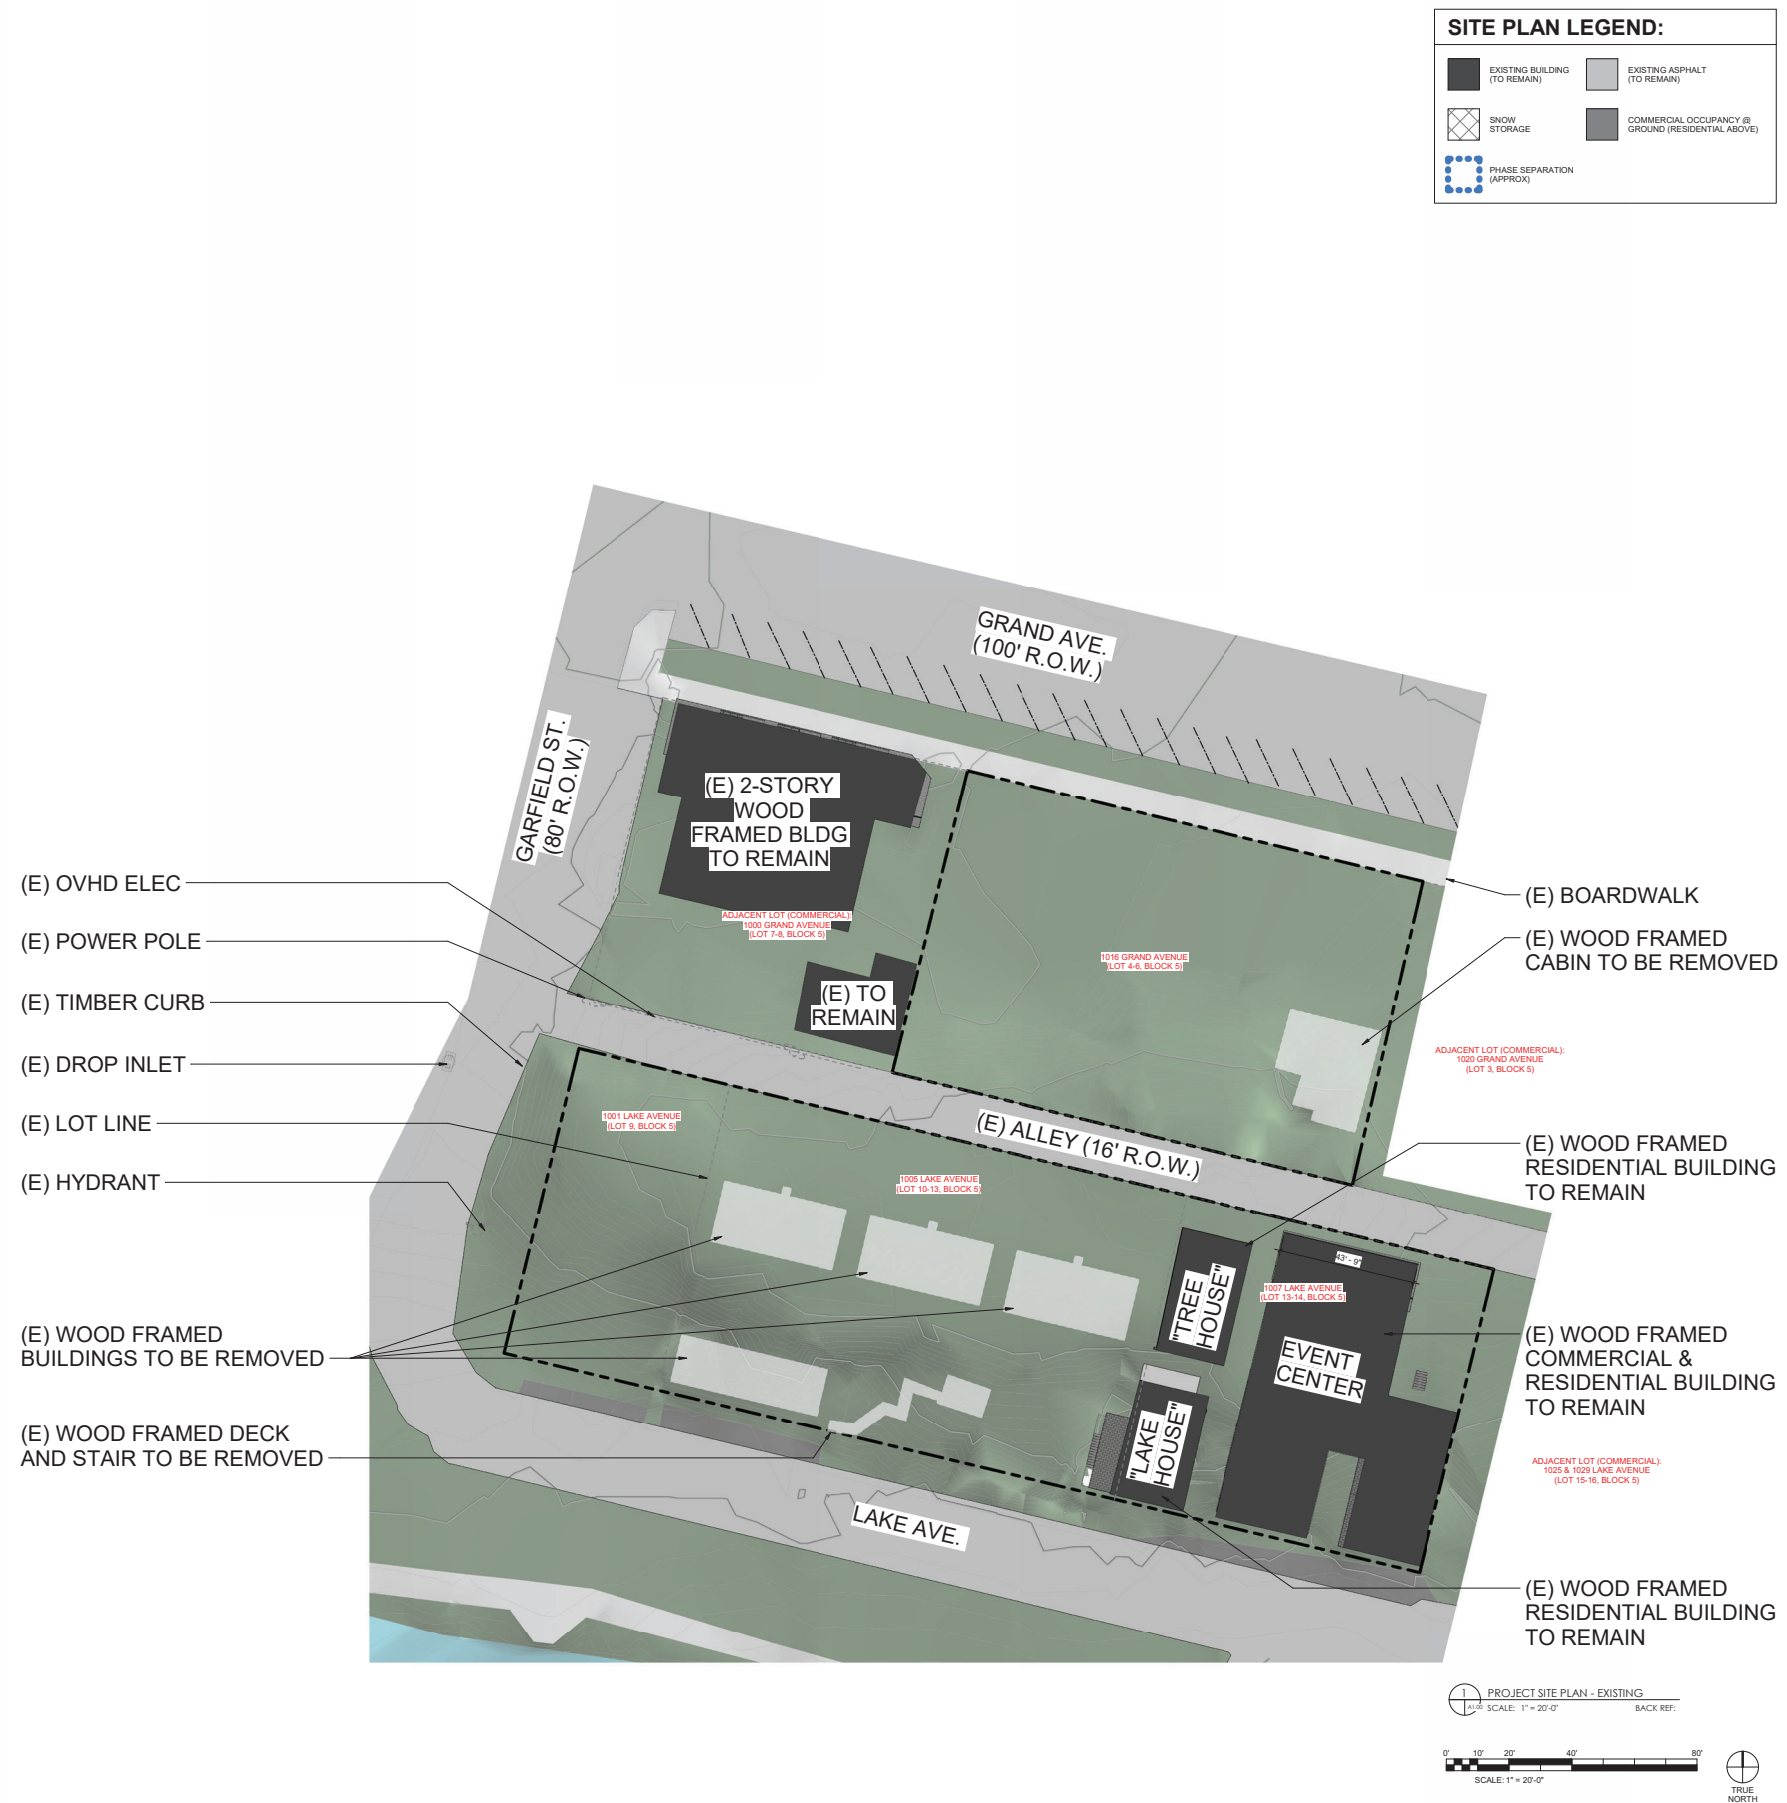 SITE PLAN LEGEND:
EXISTING BUILDING
(TO REMAIN)
EXISTING ASPHALT
(TO REMAIN)
SNOW
STORAGE
COMMERCIAL OCCUPANCY @
GROUND (RESIDENTIAL ABOVE)
PHASE SEPARATION
(APPROX)
GRAND AVE.
(100' R.O.W.)
GARFIELD ST.
(80' R.O.W.)
(E) 2-STORY
WOOD
FRAMED BLDG
TO REMAIN
ADJACENT LOT (COMMERCIAL):
1000 GRAND AVENUE
(LOT 7-8, BLOCK 5)
(E) TO
REMAIN
1016 GRAND AVENUE
(LOT 4-6, BLOCK 5)
(E) OVHD ELEC
(E) POWER POLE
(E) TIMBER CURB
(E) DROP INLET
(E) LOT LINE
(E) HYDRANT
(E) WOOD FRAMED
BUILDINGS TO BE REMOVED
(E) WOOD FRAMED DECK
AND STAIR TO BE REMOVED
(E) BOARDWALK
(E) WOOD FRAMED
CABIN TO BE REMOVED
ADJACENT LOT (COMMERCIAL):
1020 GRAND AVENUE
(LOT 3, BLOCK 5)
(E) WOOD FRAMED
RESIDENTIAL BUILDING
TO REMAIN
(E) WOOD FRAMED
COMMERCIAL &
RESIDENTIAL BUILDING
TO REMAIN
ADJACENT LOT (COMMERCIAL):
1025 & 1029 LAKE AVENUE
(LOT 15-16, BLOCK 5)
(E) WOOD FRAMED
RESIDENTIAL BUILDING
TO REMAIN
(E) ALLEY (16' R.O.W.)
1001 LAKE AVENUE
(LOT 9, BLOCK 5)
1005 LAKE AVENUE
(LOT 10-13, BLOCK 5)
"TREE
HOUSE"
43' - 9"
1007 LAKE AVENUE
(LOT 13-14, BLOCK 5)
EVENT
CENTER
"LAKE
HOUSE"
LAKE AVE.
1
A1.00
PROJECT SITE PLAN - EXISTING
SCALE: 1" = 20'-0"
BACK REF:
0' 10' 20' 40' 80'
SCALE: 1" = 20'-0"
TRUE
NORTH